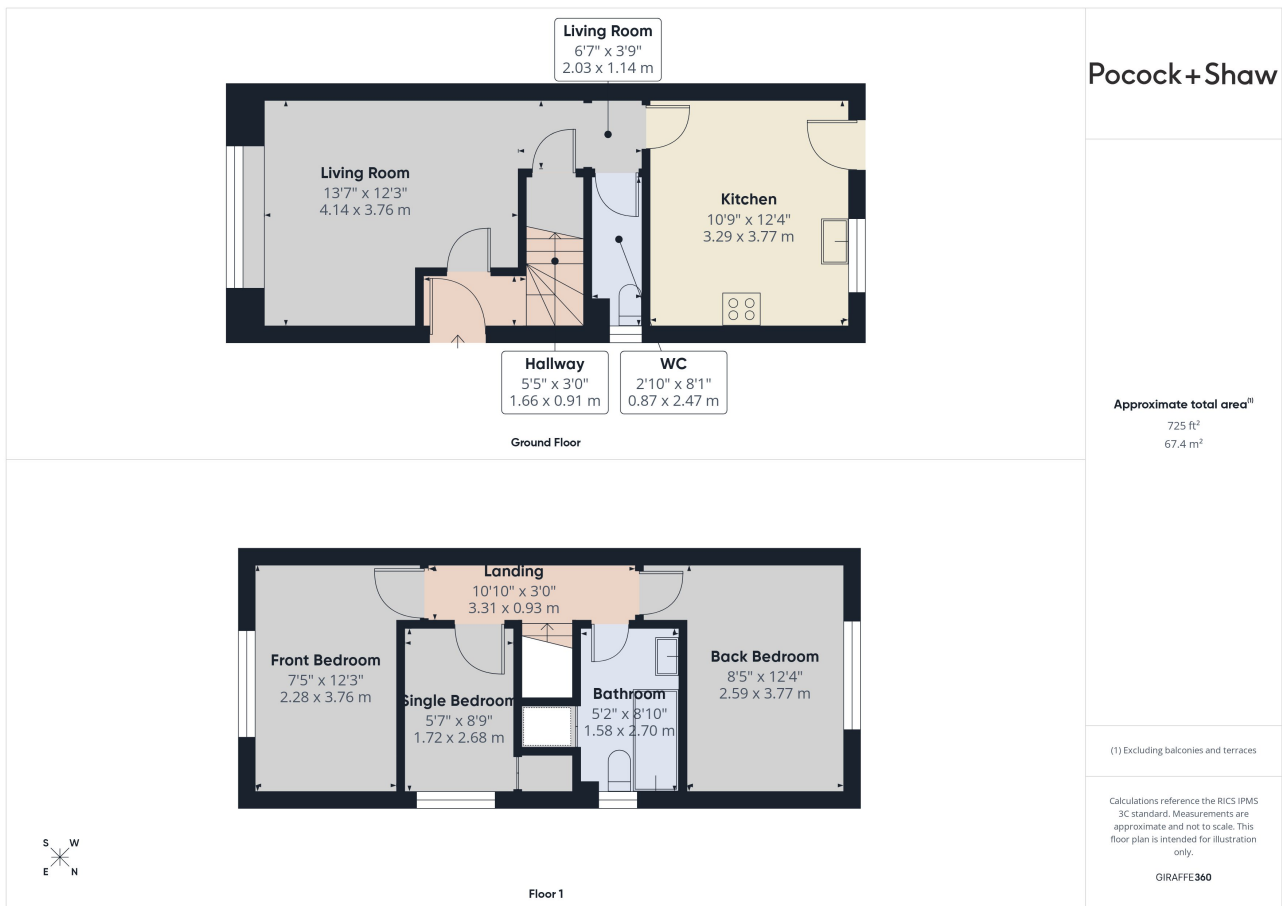 Living Room
6'7" x 3'9"
2.03 x 1.14 m
Living Room
13'7" x 12'3"
4.14 x 3.76 m
Kitchen
10'9" x 12'4"
3.29 x 3.77 m
Hallway
5'5" x 3'0"
1.66 x 0.91 m
WC
2'10" x 8'1"
0.87 x 2.47 m
Ground Floor
Landing
10'10" x 3'0"
3.31 x 0.93 m
Front Bedroom
7'5" x 12'3"
2.28 x 3.76 m
Single Bedroom
5'7" x 8'9"
1.72 x 2.68 m
Bathroom
5'2" x 8'10"
1.58 x 2.70 m
Back Bedroom
8'5" x 12'4"
2.59 x 3.77 m
S W
E N
Floor 1
Pocock+Shaw
Approximate total area(1)
725 ft²
67.4 m²
(1) Excluding balconies and terraces
Calculations reference the RICS IPMS
3C standard. Measurements are
approximate and not to scale. This
floor plan is intended for illustration
only.
GIRAFFE360